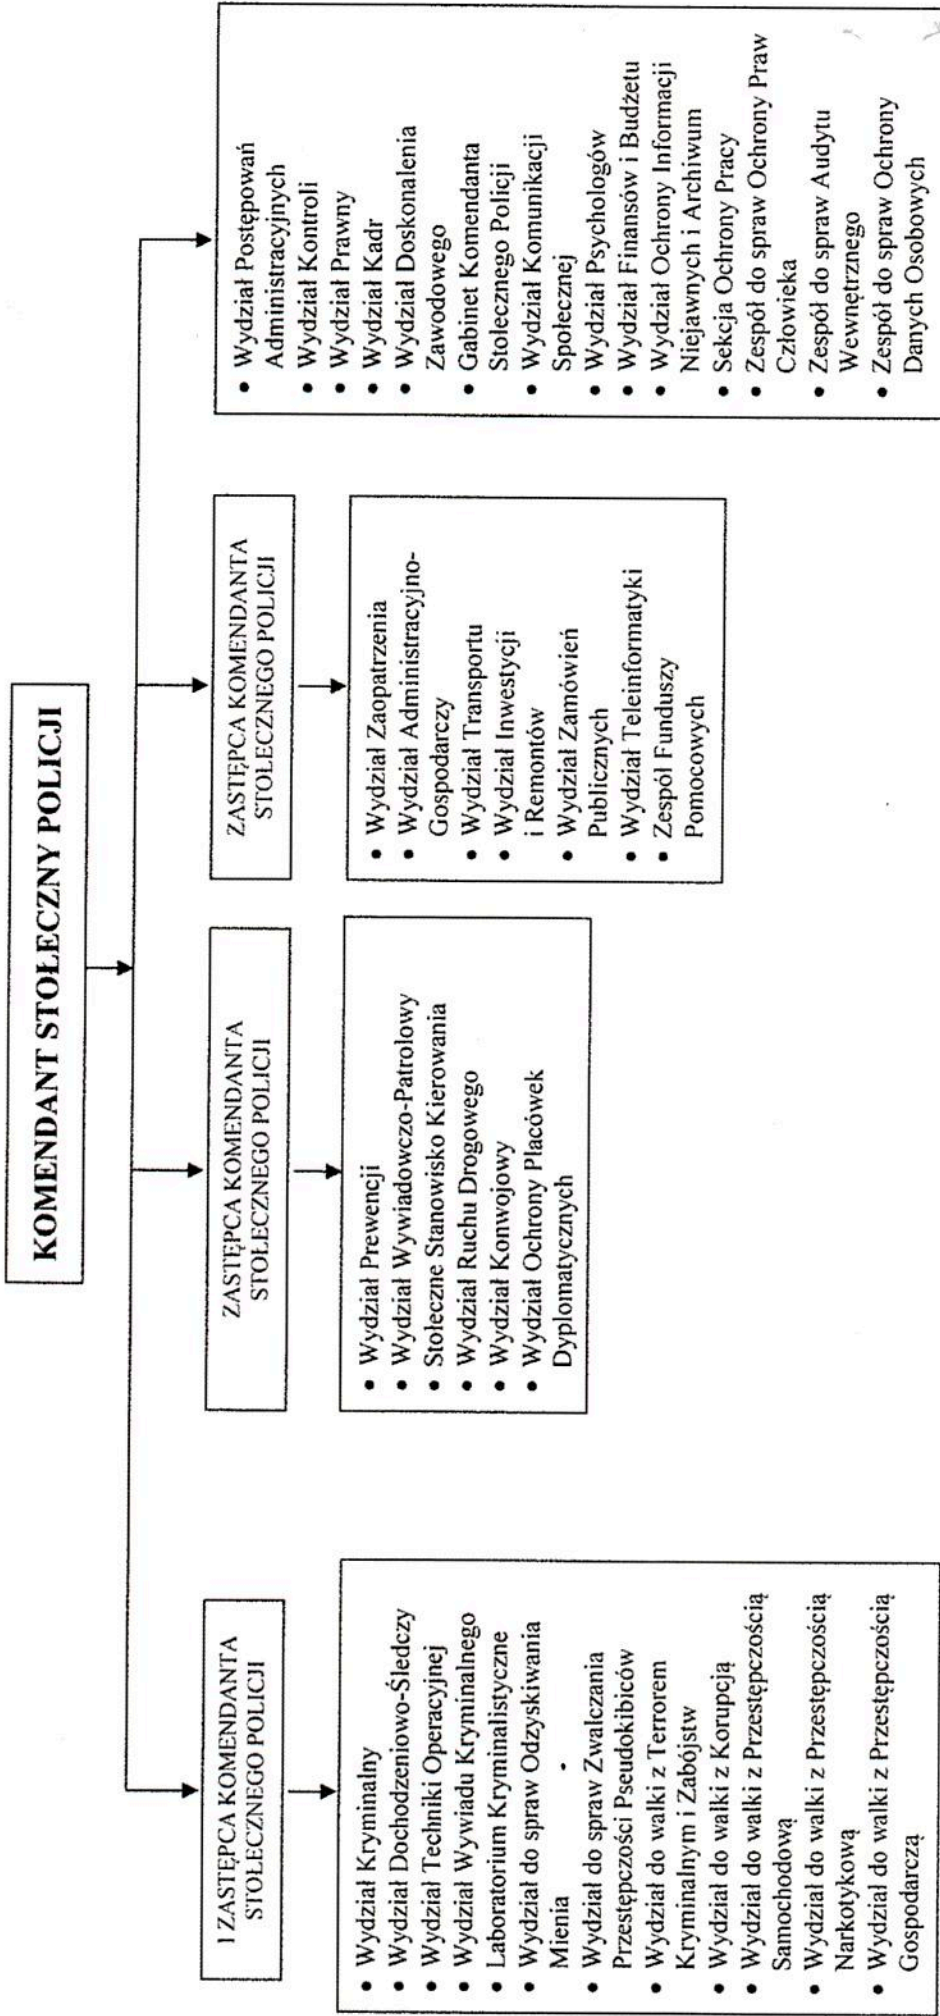 KOMENDANT STOŁECZNY POLICJI
I ZASTĘPCA KOMENDANTA
STOŁECZNEGO POLICJI
• Wydział Kryminalny
• Wydział Dochodzeniowo-Śledczy
• Wydział Techniki Operacyjnej
• Wydział Wywiadu Kryminalnego
• Laboratorium Kryminalistyczne
• Wydział do spraw Odzyskiwania
Mienia
• Wydział do spraw Zwalczania
Przestępczości Pseudokibiców
• Wydział do walki z Terrorem
Kryminalnym i Zabójstw
• Wydział do walki z Korupcją
• Wydział do walki z Przestępczością
Samochodową
• Wydział do walki z Przestępczością
Narkotykową
• Wydział do walki z Przestępczością
Gospodarczą
ZASTĘPCA KOMENDANTA
STOŁECZNEGO POLICJI
• Wydział Prewencji
• Wydział Wywiadowczo-Patrolowy
• Stołeczne Stanowisko Kierowania
• Wydział Ruchu Drogowego
• Wydział Konwojowy
• Wydział Ochrony Placówek
Dyplomatycznych
ZASTĘPCA KOMENDANTA
STOŁECZNEGO POLICJI
• Wydział Zaopatrzenia
• Wydział Administracyjno-
Gospodarczy
• Wydział Transportu
• Wydział Inwestycji
i Remontów
• Wydział Zamówień
Publicznych
• Wydział Teleinformatyki
• Zespół Funduszy
Pomocowych
• Wydział Postępowań
Administracyjnych
• Wydział Kontroli
• Wydział Prawny
• Wydział Kadr
• Wydział Doskonalenia
Zawodowego
• Gabinet Komendanta
Stołecznego Policji
• Wydział Komunikacji
Społecznej
• Wydział Psychologów
• Wydział Finansów i Budżetu
• Wydział Ochrony Informacji
Niejawnych i Archiwum
• Sekcja Ochrony Pracy
• Zespół do spraw Ochrony Praw
Człowieka
• Zespół do spraw Audytu
Wewnętrznego
• Zespół do spraw Ochrony
Danych Osobowych